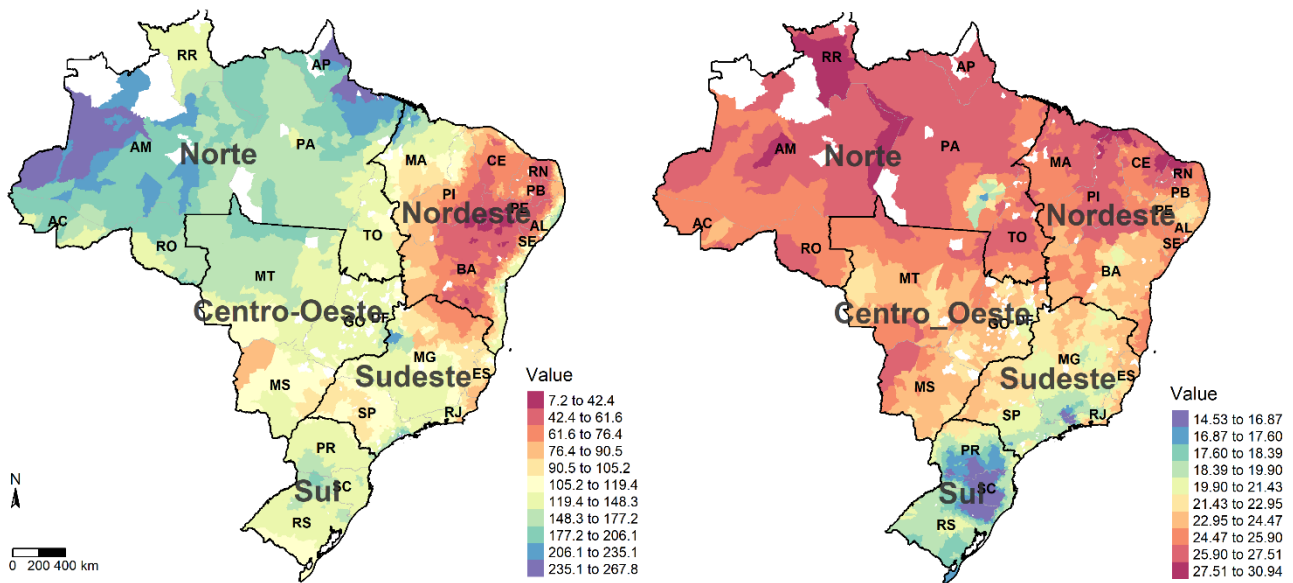 RR
AP
AM
Norte
PA
MA
CE
RN
PB
PI
Nordeste
PE
AL
SE
AC
RO
TO
BA
MT
Centro-Oeste
GO DF
MG
ES
Sudeste
MS
SP
RJ
PR
SC
Sul
RS
N
0 200 400 km
Value
7.2 to 42.4
42.4 to 61.6
61.6 to 76.4
76.4 to 90.5
90.5 to 105.2
105.2 to 119.4
119.4 to 148.3
148.3 to 177.2
177.2 to 206.1
206.1 to 235.1
235.1 to 267.8
RR
AP
AM
Norte
PA
MA
CE
RN
PB
PI
Nordeste
PE
AL
SE
AC
RO
TO
BA
MT
Centro_Oeste
GO DF
MG
ES
Sudeste
MS
SP
RJ
PR
SC
Sul
RS
Value
14.53 to 16.87
16.87 to 17.60
17.60 to 18.39
18.39 to 19.90
19.90 to 21.43
21.43 to 22.95
22.95 to 24.47
24.47 to 25.90
25.90 to 27.51
27.51 to 30.94